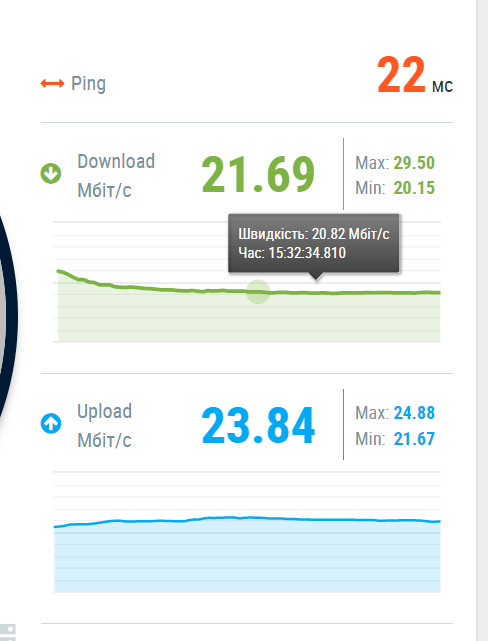 Ping 22 мс
Download
Мбіт/с
21.69
Max: 29.50
Min: 20.15
Швидкість: 20.82 Мбіт/с
Час: 15:32:34.810
Upload
Мбіт/с
23.84
Max: 24.88
Min: 21.67